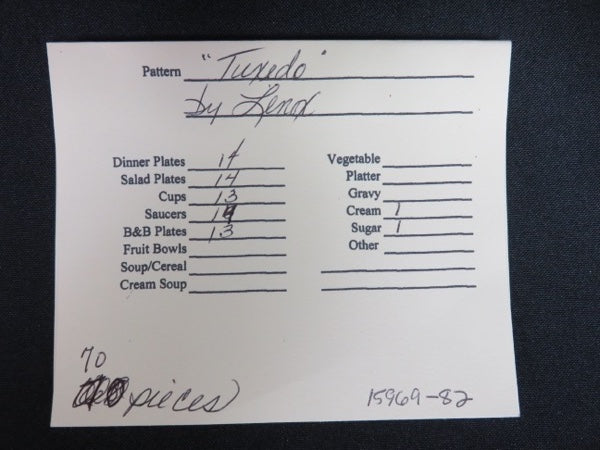 Pattern "Tuxedo"
by Lenox
Dinner Plates 14
Salad Plates 14
Cups 13
Saucers 14
B&B Plates 13
Fruit Bowls
Soup/Cereal
Cream Soup
Vegetable
Platter
Gravy
Cream 1
Sugar 1
Other
70
pieces
15969-82